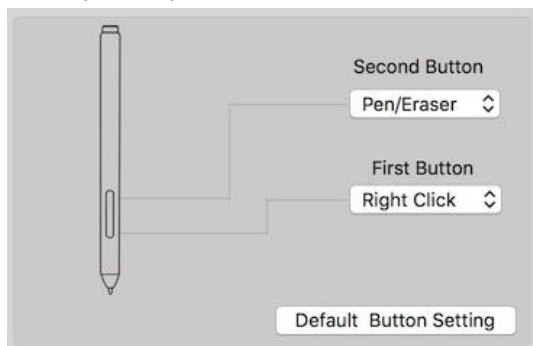 Second Button
Pen/Eraser
First Button
Right Click
Default Button Setting